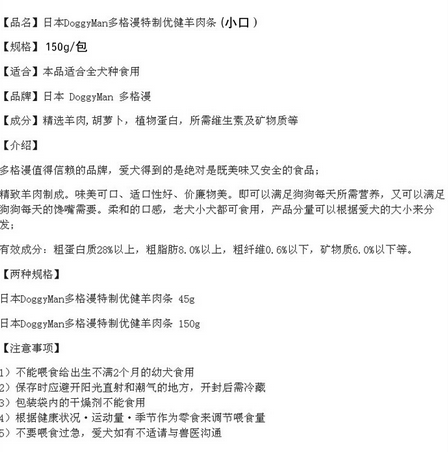 【品名】日本DoggyMan多格漫特制优健羊肉条 (小口 )
【规格】 150g/包
【适合】本品适合全犬种食用
【品牌】日本 DoggyMan 多格漫
【成分】精选羊肉,胡萝卜, 植物蛋白, 所需维生素及矿物质等
【介绍】
多格漫值得信赖的品牌，爱犬得到的是绝对是既美味又安全的食品；
精致羊肉制成。味美可口、适口性好、价廉物美。即可以满足狗狗每天所需营养，又可以满足
狗狗每天的馋嘴需要。柔和的口感，老犬小犬都可食用，产品分量可以根据爱犬的大小来分
发；
有效成分：粗蛋白质28%以上，粗脂肪8.0%以上，粗纤维0.6%以下，矿物质6.0%以下等。
【两种规格】
日本DoggyMan多格漫特制优健羊肉条 45g
日本DoggyMan多格漫特制优健羊肉条 150g
【注意事项】
1）不能喂食给出生不满2个月的幼犬食用
2）保存时应避开阳光直射和潮气的地方，开封后需冷藏
3）包装袋内的干燥剂不能食用
4）根据健康状况·运动量·季节作为零食来调节喂食量
5）不要喂食过急，爱犬如有不适请与兽医沟通